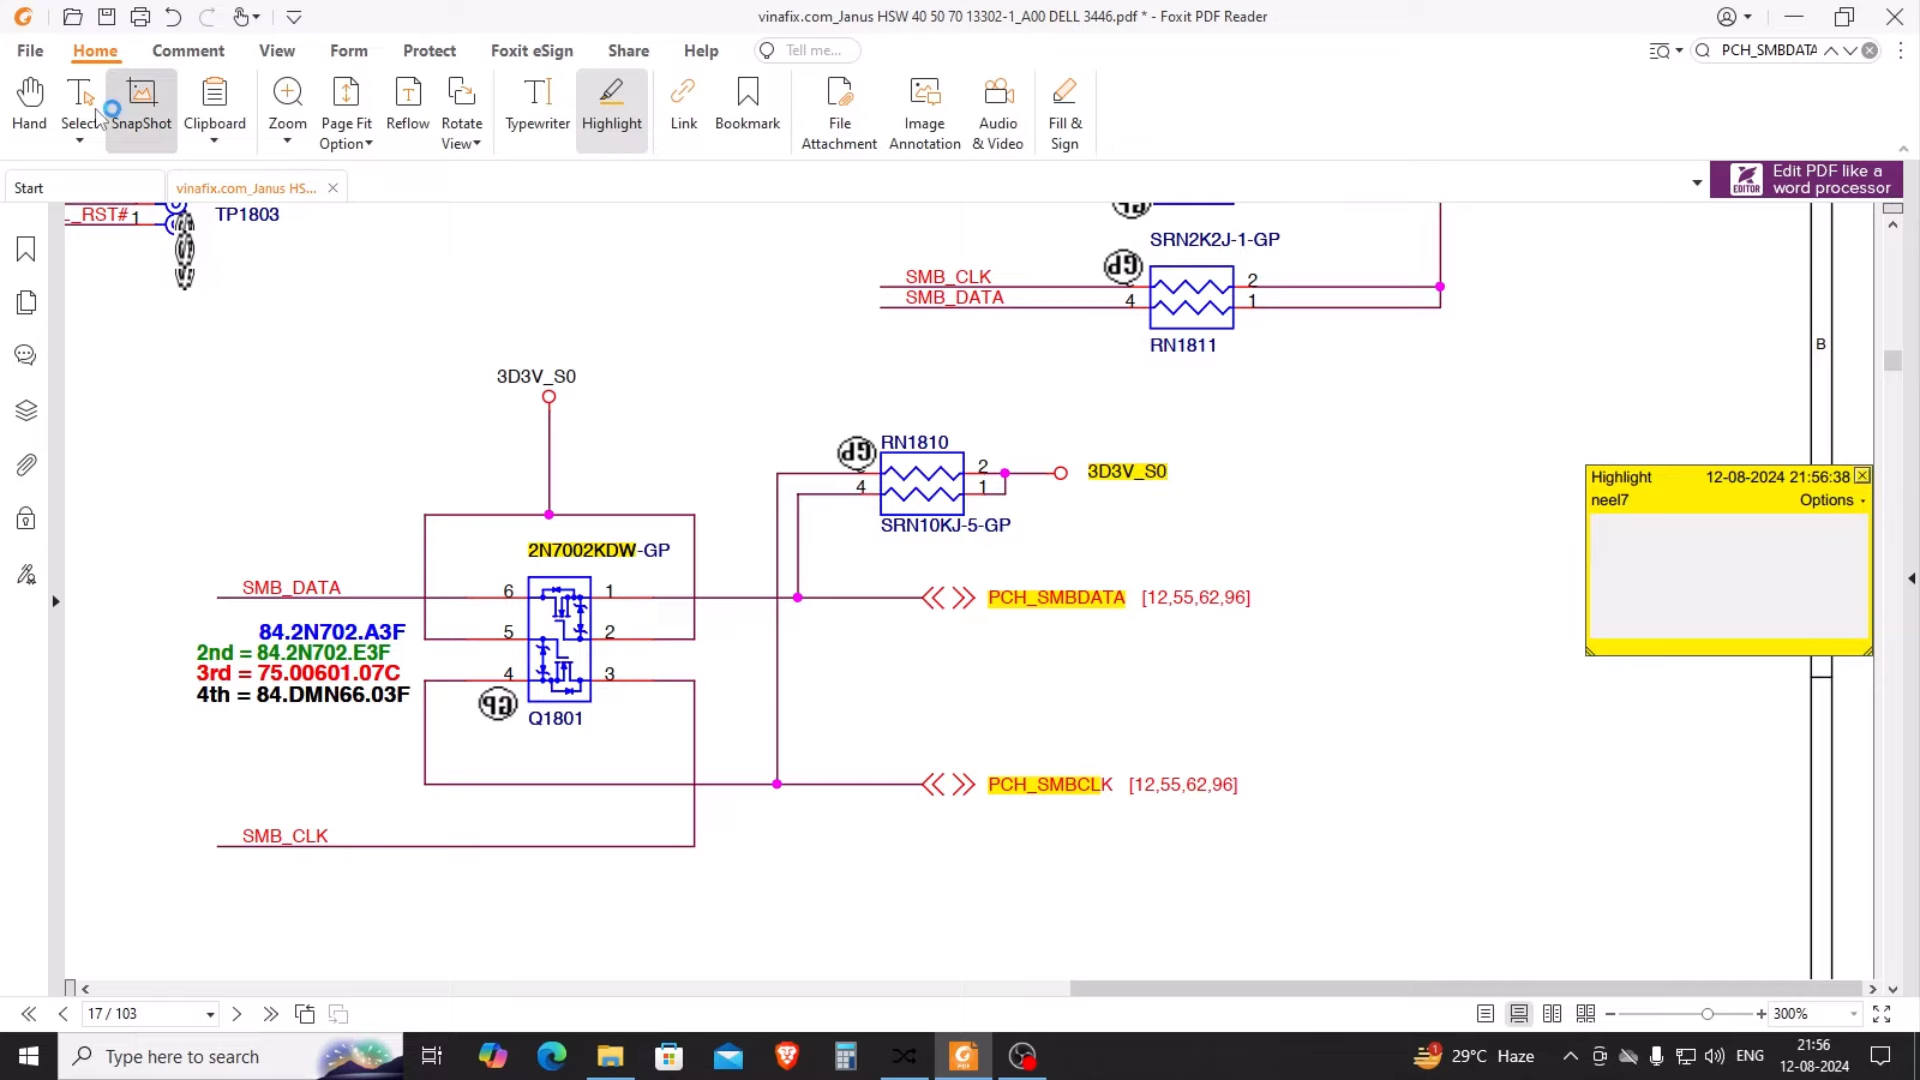 vinafix.com_Janus HSW 40 50 70 13302-1_A00 DELL 3446.pdf * - Foxit PDF Reader
File Home Comment View Form Protect Foxit eSign Share Help Tell me... PCH_SMBDATA
Hand Select SnapShot Clipboard Zoom Page Fit Option Reflow Rotate View Typewriter Highlight Link Bookmark File Attachment Image Annotation Audio & Video Fill & Sign
Start vinafix.com_Janus HS... EDITOR Edit PDF like a word processor
L_RST# 1 TP1803
SRN2K2J-1-GP
SMB_CLK 2
SMB_DATA 4 1
RN1811
B
3D3V_S0
RN1810
2 3D3V_S0
4 1
SRN10KJ-5-GP
Highlight 12-08-2024 21:56:38
neel7 Options
2N7002KDW-GP
SMB_DATA 6 1 PCH_SMBDATA [12,55,62,96]
84.2N702.A3F 5 2
2nd = 84.2N702.E3F
3rd = 75.00601.07C 4 3
4th = 84.DMN66.03F
Q1801
PCH_SMBCLK [12,55,62,96]
SMB_CLK
17 / 103 300%
Type here to search 29°C Haze ENG 21:56
12-08-2024